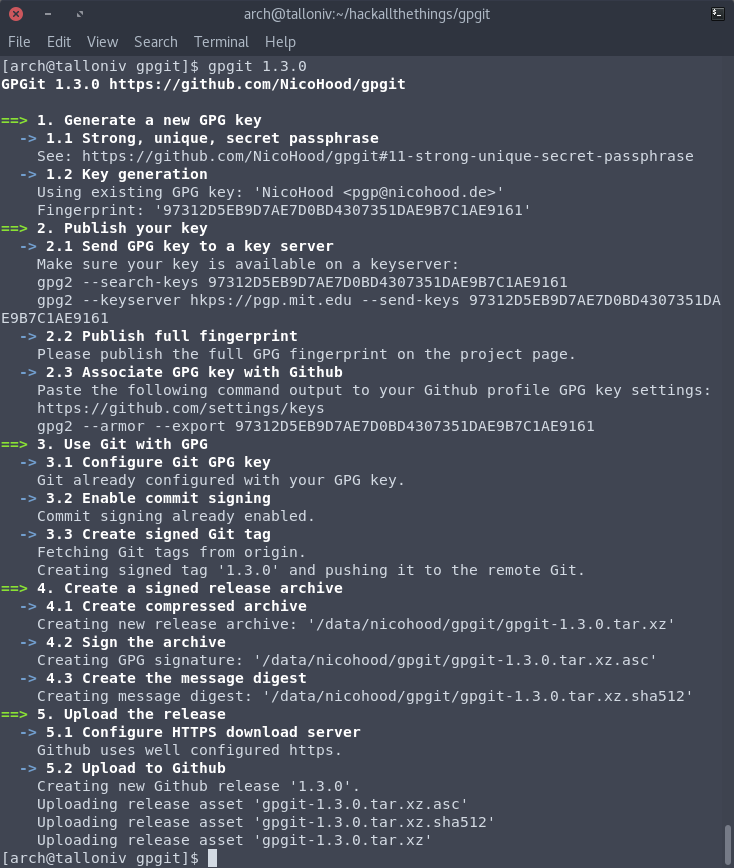 arch@talloniv:~/hackallthethings/gpgit
File Edit View Search Terminal Help
[arch@talloniv gpgit]$ gpgit 1.3.0
GPGit 1.3.0 https://github.com/NicoHood/gpgit
==> 1. Generate a new GPG key
-> 1.1 Strong, unique, secret passphrase
See: https://github.com/NicoHood/gpgit#11-strong-unique-secret-passphrase
-> 1.2 Key generation
Using existing GPG key: 'NicoHood <pgp@nicohood.de>'
Fingerprint: '97312D5EB9D7AE7D0BD4307351DAE9B7C1AE9161'
==> 2. Publish your key
-> 2.1 Send GPG key to a key server
Make sure your key is available on a keyserver:
gpg2 --search-keys 97312D5EB9D7AE7D0BD4307351DAE9B7C1AE9161
gpg2 --keyserver hkps://pgp.mit.edu --send-keys 97312D5EB9D7AE7D0BD4307351DA
E9B7C1AE9161
-> 2.2 Publish full fingerprint
Please publish the full GPG fingerprint on the project page.
-> 2.3 Associate GPG key with Github
Paste the following command output to your Github profile GPG key settings:
https://github.com/settings/keys
gpg2 --armor --export 97312D5EB9D7AE7D0BD4307351DAE9B7C1AE9161
==> 3. Use Git with GPG
-> 3.1 Configure Git GPG key
Git already configured with your GPG key.
-> 3.2 Enable commit signing
Commit signing already enabled.
-> 3.3 Create signed Git tag
Fetching Git tags from origin.
Creating signed tag '1.3.0' and pushing it to the remote Git.
==> 4. Create a signed release archive
-> 4.1 Create compressed archive
Creating new release archive: '/data/nicohood/gpgit/gpgit-1.3.0.tar.xz'
-> 4.2 Sign the archive
Creating GPG signature: '/data/nicohood/gpgit/gpgit-1.3.0.tar.xz.asc'
-> 4.3 Create the message digest
Creating message digest: '/data/nicohood/gpgit/gpgit-1.3.0.tar.xz.sha512'
==> 5. Upload the release
-> 5.1 Configure HTTPS download server
Github uses well configured https.
-> 5.2 Upload to Github
Creating new Github release '1.3.0'.
Uploading release asset 'gpgit-1.3.0.tar.xz.asc'
Uploading release asset 'gpgit-1.3.0.tar.xz.sha512'
Uploading release asset 'gpgit-1.3.0.tar.xz'
[arch@talloniv gpgit]$